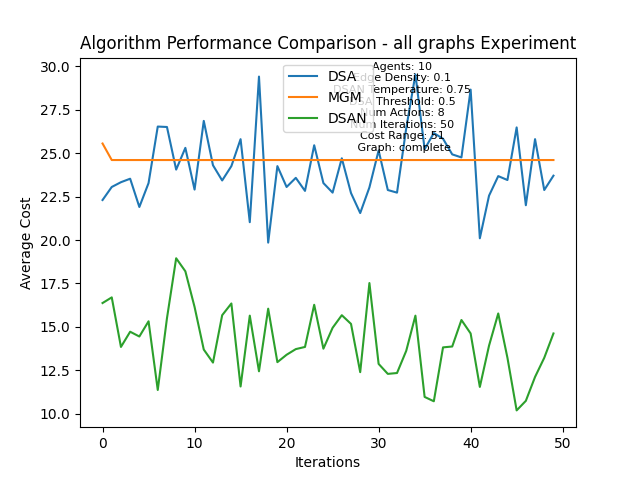 Algorithm Performance Comparison - all graphs Experiment
30.0
27.5
25.0
22.5
20.0
17.5
15.0
12.5
10.0
Average Cost
DSA
MGM
DSAN
Agents: 10
Edge Density: 0.1
DSAN Temperature: 0.75
DSA Threshold: 0.5
Num Actions: 8
Num Iterations: 50
Cost Range:
Graph: complete
0
10
20
30
40
50
Iterations